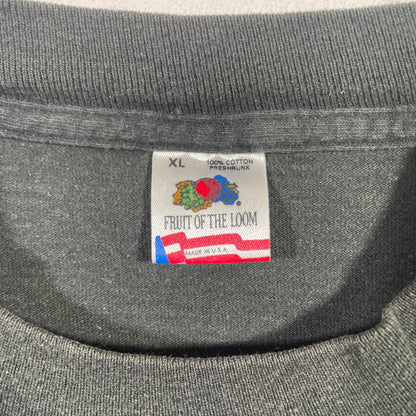 XL
100% COTTON
PRESHRUNK
FRUIT OF THE LOOM
MADE IN U.S.A.